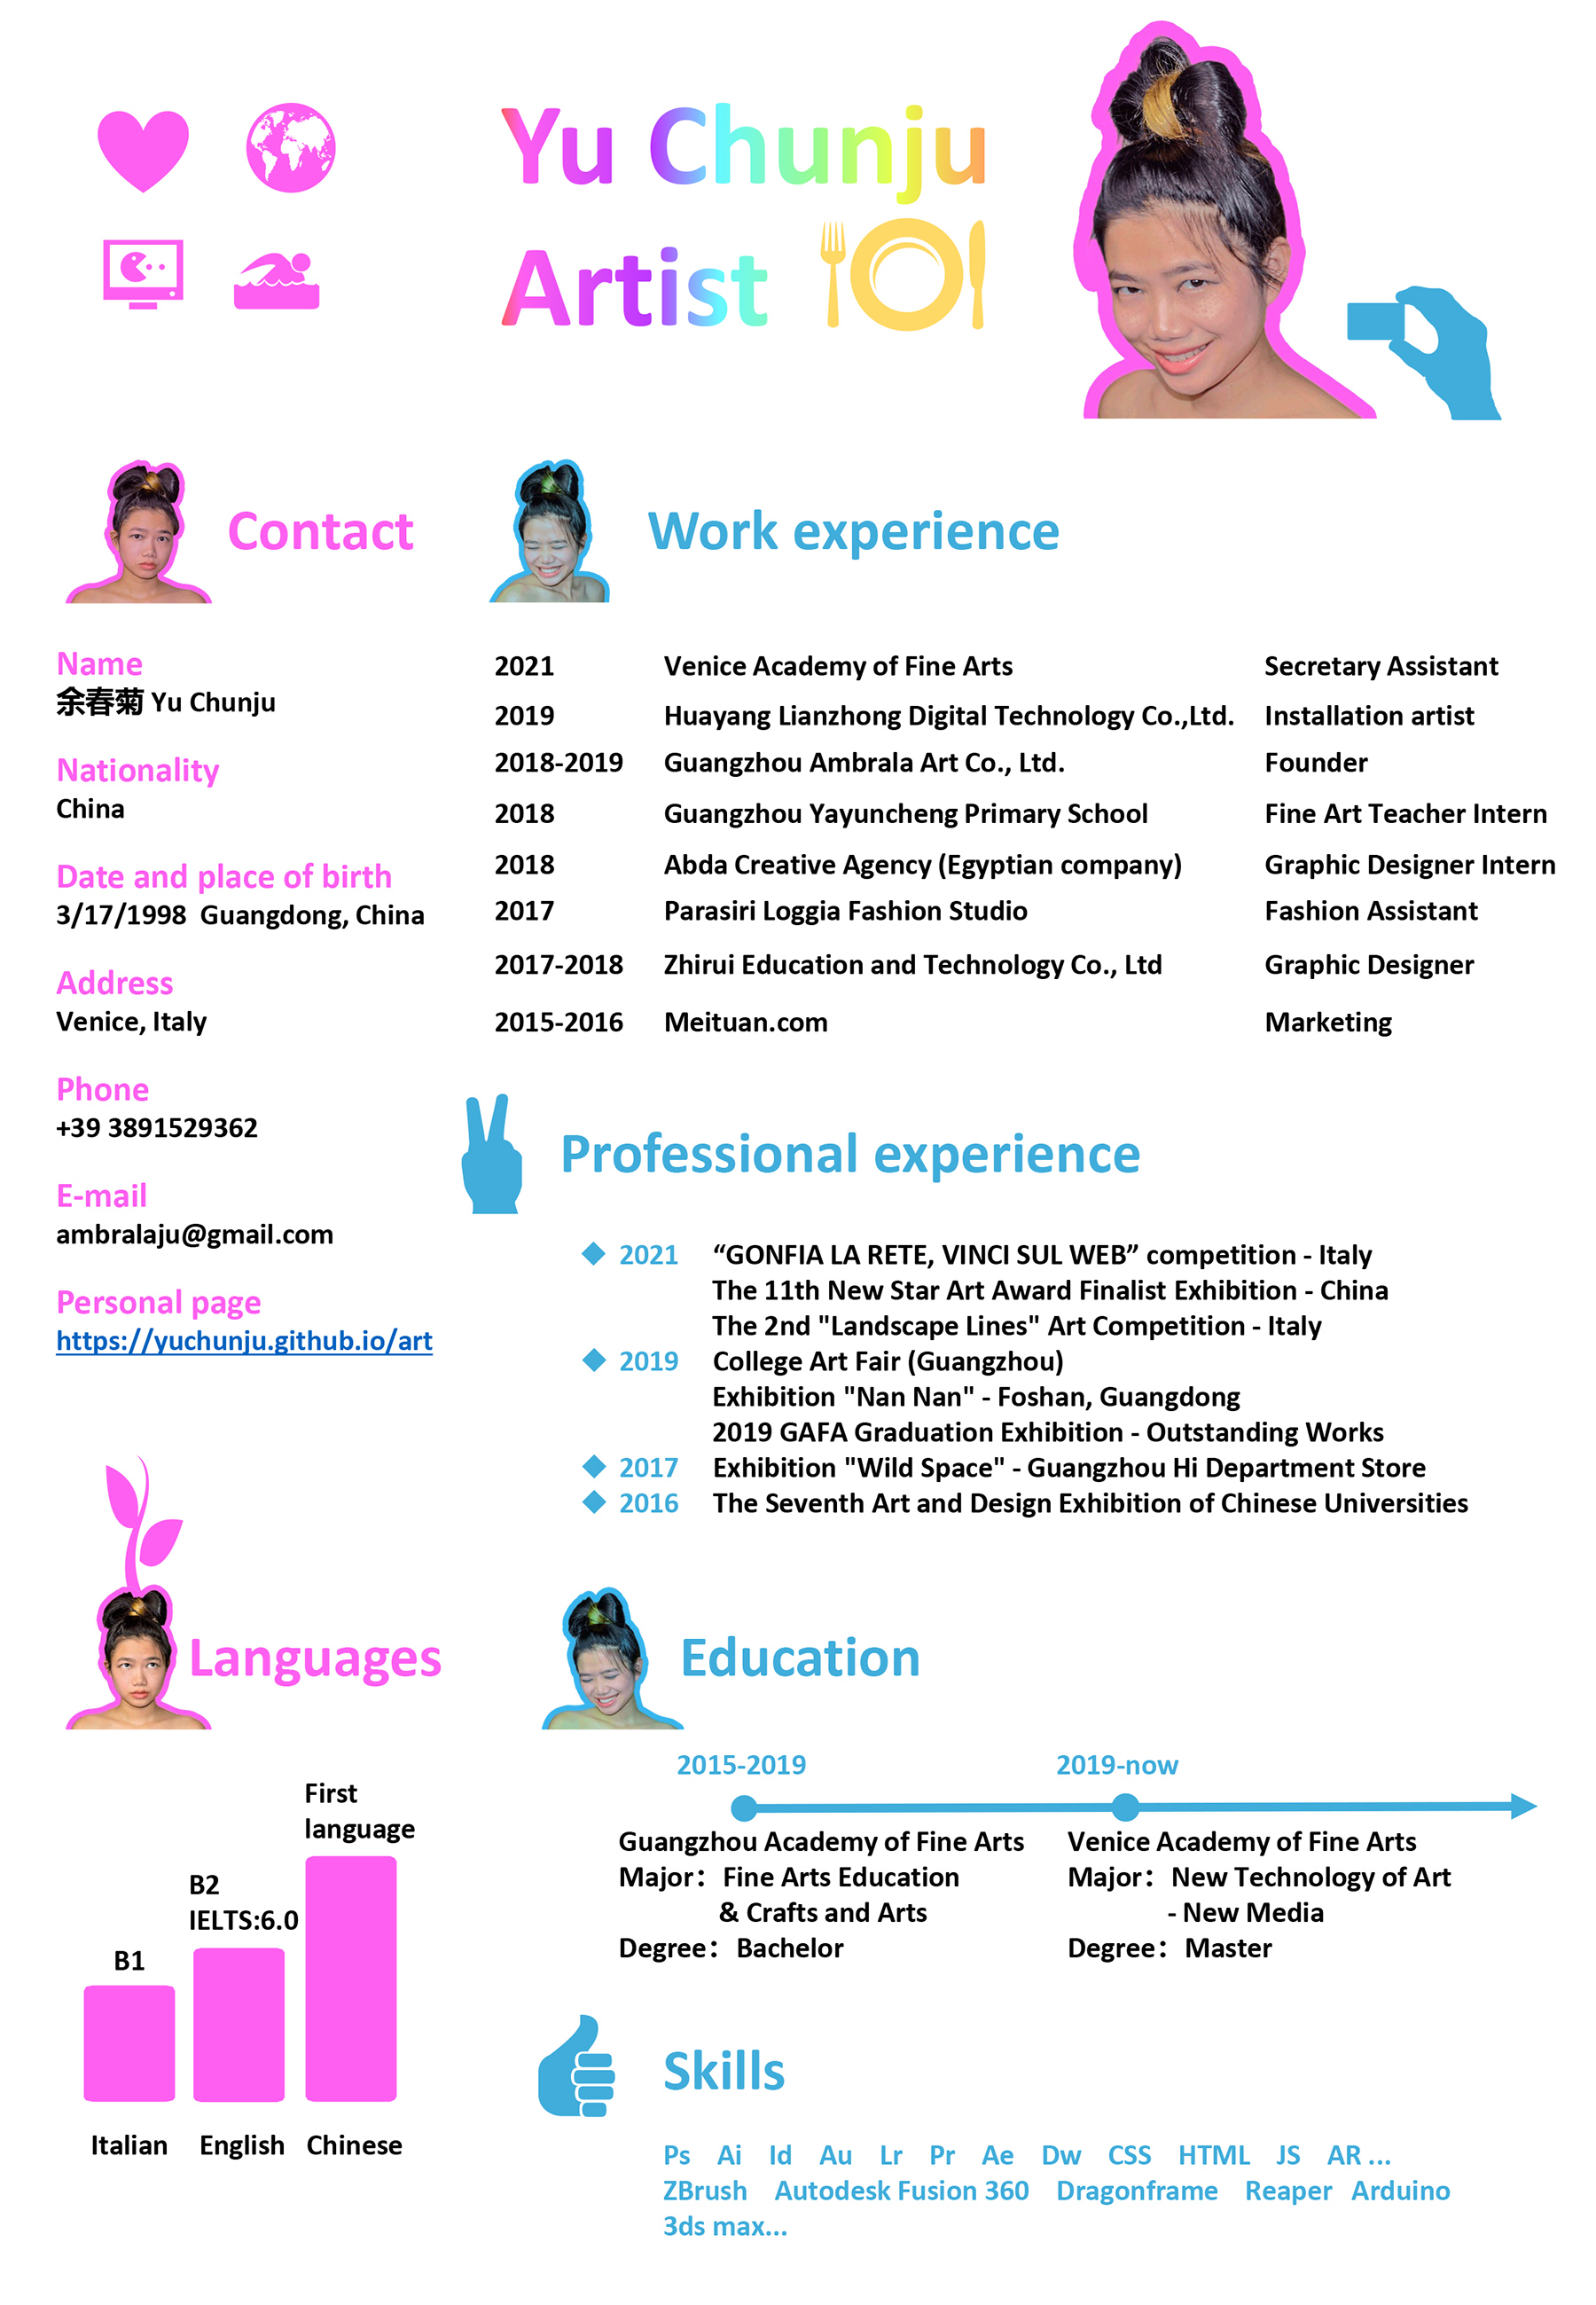 Yu Chunju
Artist
Contact
Name
余春菊 Yu Chunju
Nationality
China
Date and place of birth
3/17/1998  Guangdong, China
Address
Venice, Italy
Phone
+39 3891529362
E-mail
ambralaju@gmail.com
Personal page
https://yuchunju.github.io/art
Work experience
2021 Venice Academy of Fine Arts Secretary Assistant
2019 Huayang Lianzhong Digital Technology Co.,Ltd. Installation artist
2018-2019 Guangzhou Ambrala Art Co., Ltd. Founder
2018 Guangzhou Yayuncheng Primary School Fine Art Teacher Intern
2018 Abda Creative Agency (Egyptian company) Graphic Designer Intern
2017 Parasiri Loggia Fashion Studio Fashion Assistant
2017-2018 Zhirui Education and Technology Co., Ltd Graphic Designer
2015-2016 Meituan.com Marketing
Professional experience
2021 “GONFIA LA RETE, VINCI SUL WEB” competition - Italy
The 11th New Star Art Award Finalist Exhibition - China
The 2nd "Landscape Lines" Art Competition - Italy
2019 College Art Fair (Guangzhou)
Exhibition "Nan Nan" - Foshan, Guangdong
2019 GAFA Graduation Exhibition - Outstanding Works
2017 Exhibition "Wild Space" - Guangzhou Hi Department Store
2016 The Seventh Art and Design Exhibition of Chinese Universities
Languages
First
language
B2
IELTS:6.0
B1
Italian English Chinese
Education
2015-2019
Guangzhou Academy of Fine Arts
Major：Fine Arts Education
& Crafts and Arts
Degree：Bachelor
2019-now
Venice Academy of Fine Arts
Major：New Technology of Art
- New Media
Degree：Master
Skills
Ps Ai Id Au Lr Pr Ae Dw CSS HTML JS AR ...
ZBrush Autodesk Fusion 360 Dragonframe Reaper Arduino
3ds max...